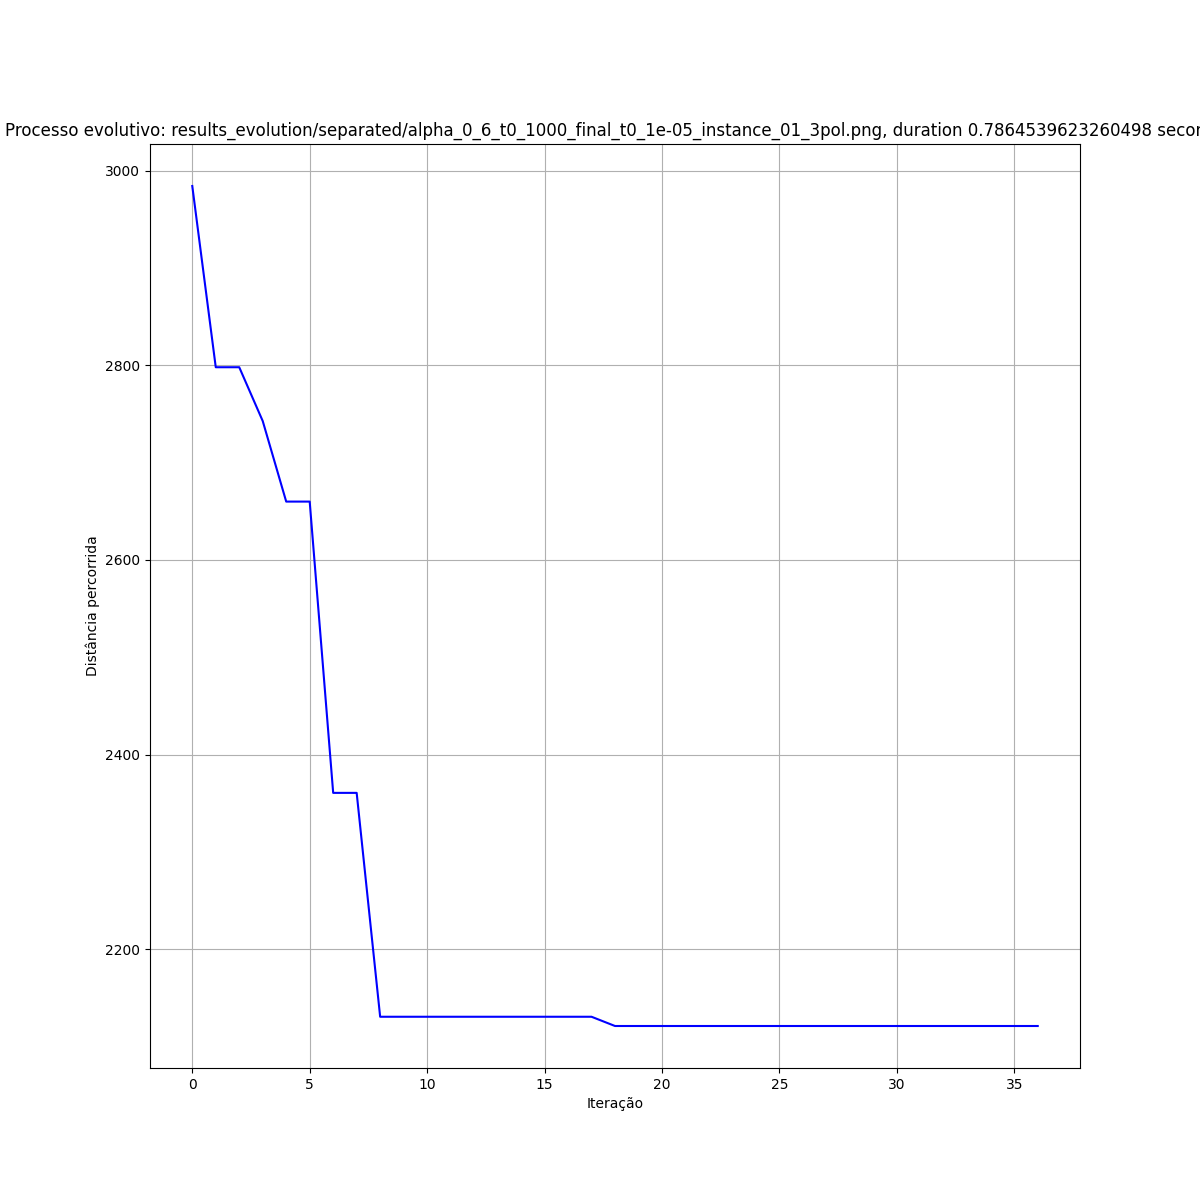 Processo evolutivo: results_evolution/separated/alpha_0_6_t0_1000_final_t0_1e-05_instance_01_3pol.png, duration 0.7864539623260498 secon
3000
2800
2600
2400
2200
Distância percorrida
0 5 10 15 20 25 30 35
Iteração